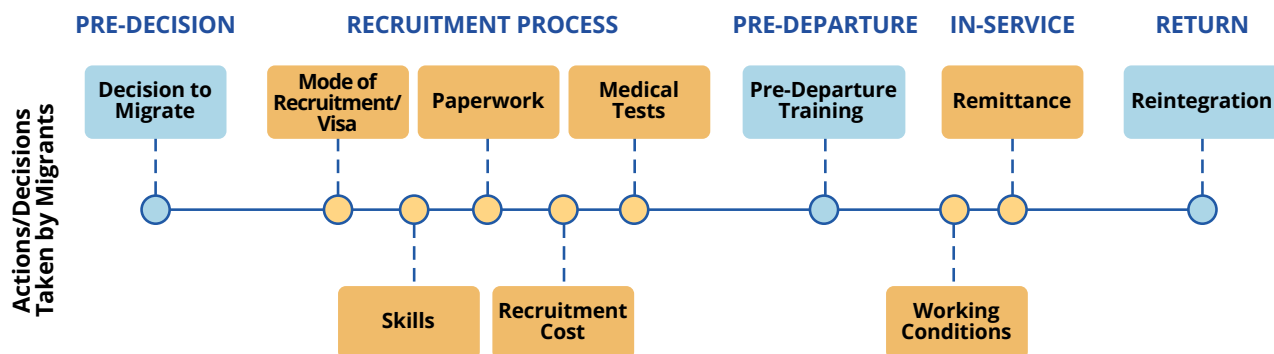 PRE-DECISION
RECRUITMENT PROCESS
PRE-DEPARTURE
IN-SERVICE
RETURN
Actions/Decisions
Taken by Migrants
Decision to
Migrate
Mode of
Recruitment/
Visa
Paperwork
Medical
Tests
Pre-Departure
Training
Remittance
Reintegration
Skills
Recruitment
Cost
Working
Conditions